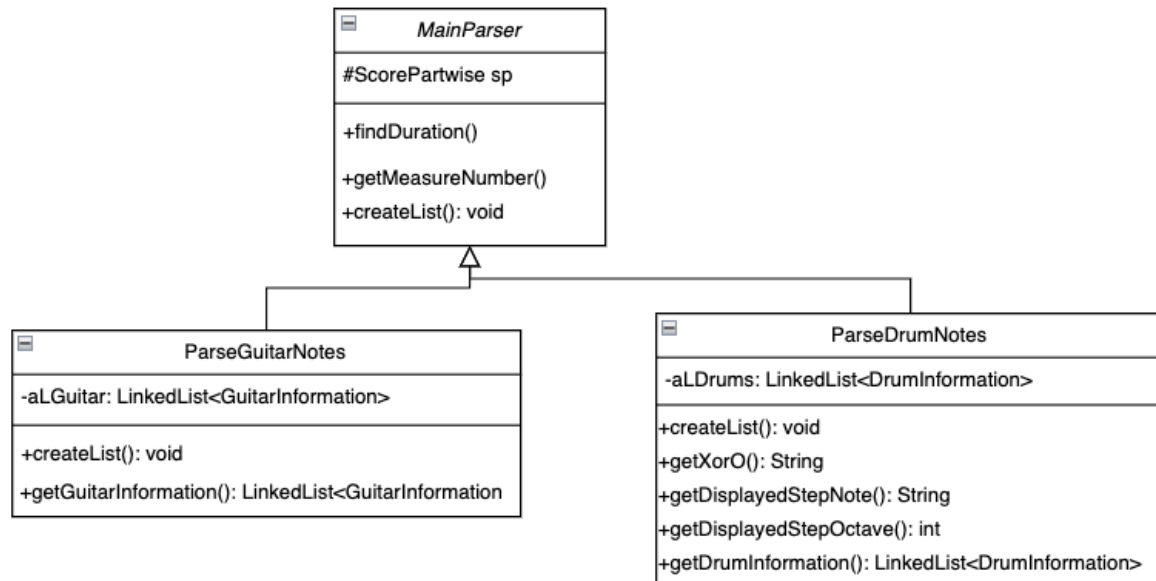 MainParser
#ScorePartwise sp
+findDuration()
+getMeasureNumber()
+createList(): void
ParseGuitarNotes
-aLGuitar: LinkedList<GuitarInformation>
+createList(): void
+getGuitarInformation(): LinkedList<GuitarInformation
ParseDrumNotes
-aLDrums: LinkedList<DrumInformation>
+createList(): void
+getXorO(): String
+getDisplayedStepNote(): String
+getDisplayedStepOctave(): int
+getDrumInformation(): LinkedList<DrumInformation>